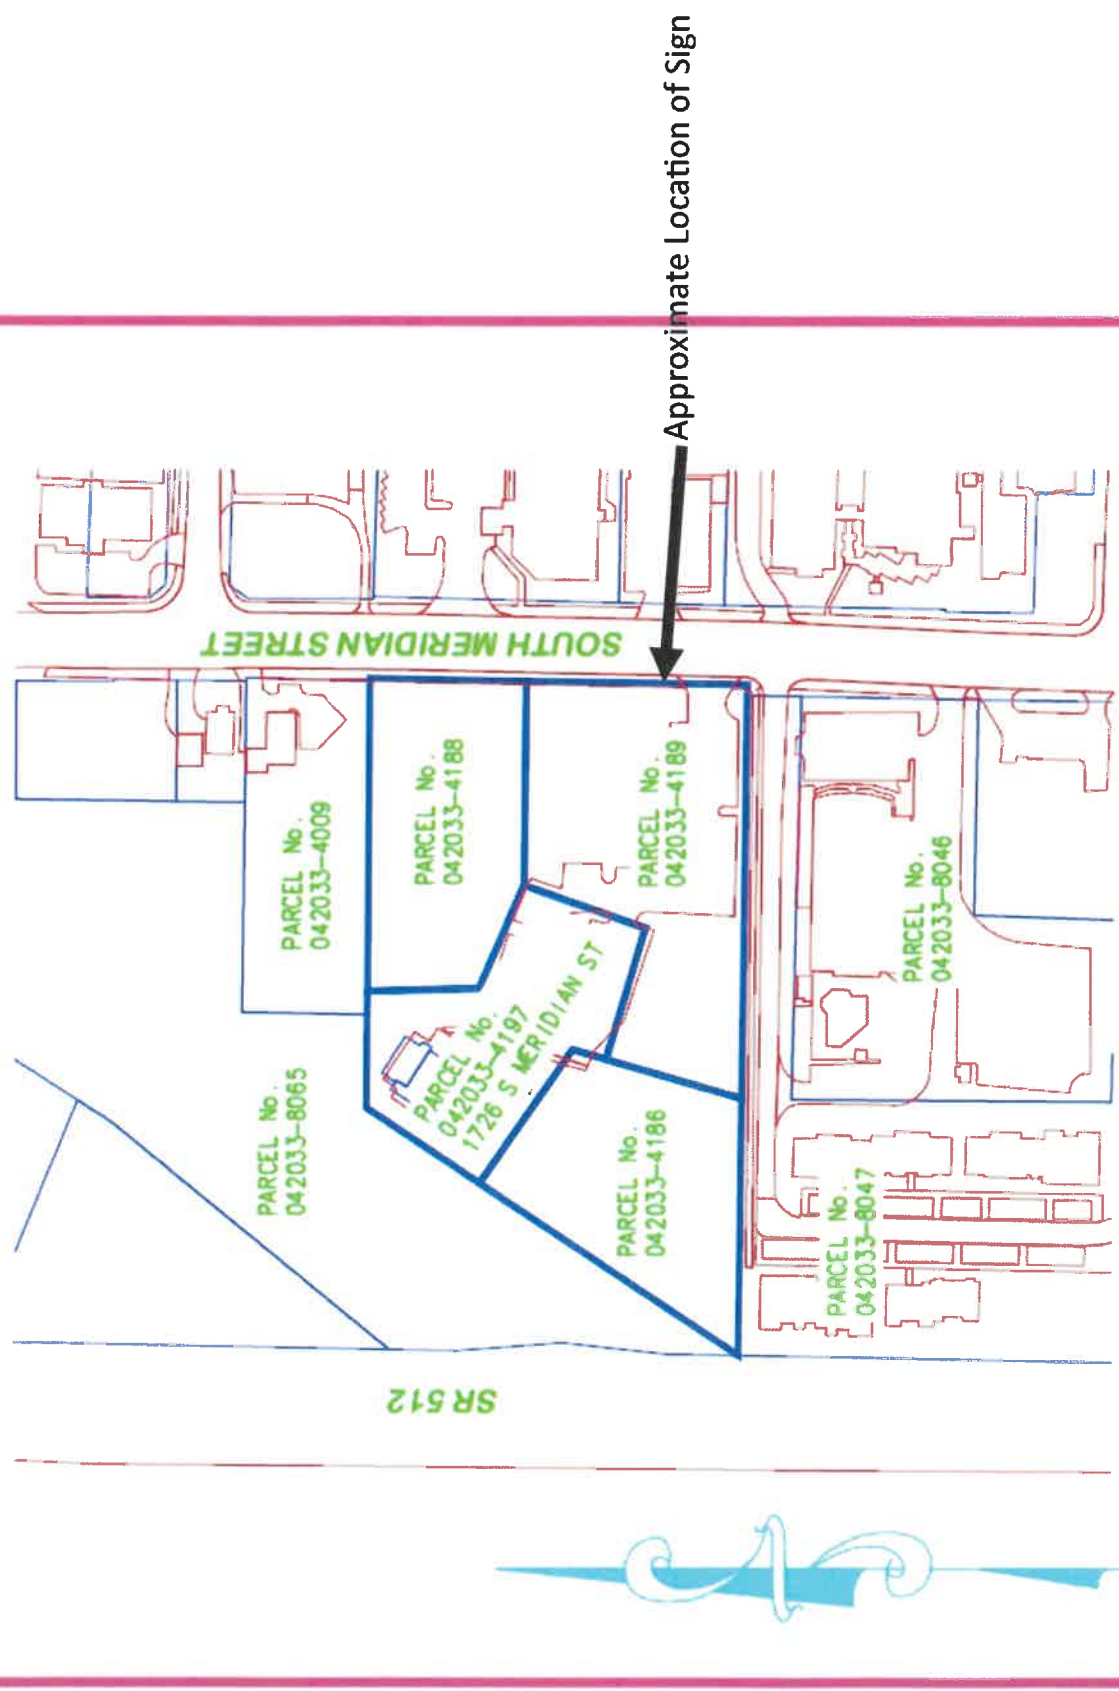 Approximate Location of Sign
SOUTH MERIDIAN STREET
PARCEL No.
042033-4009
PARCEL No.
042033-4188
PARCEL No.
042033-4189
PARCEL No.
042033-8046
PARCEL No.
042033-8065
PARCEL No.
042033-4197
1726 S MERIDIAN ST
PARCEL No.
042033-4186
PARCEL No.
042033-8047
SR 512